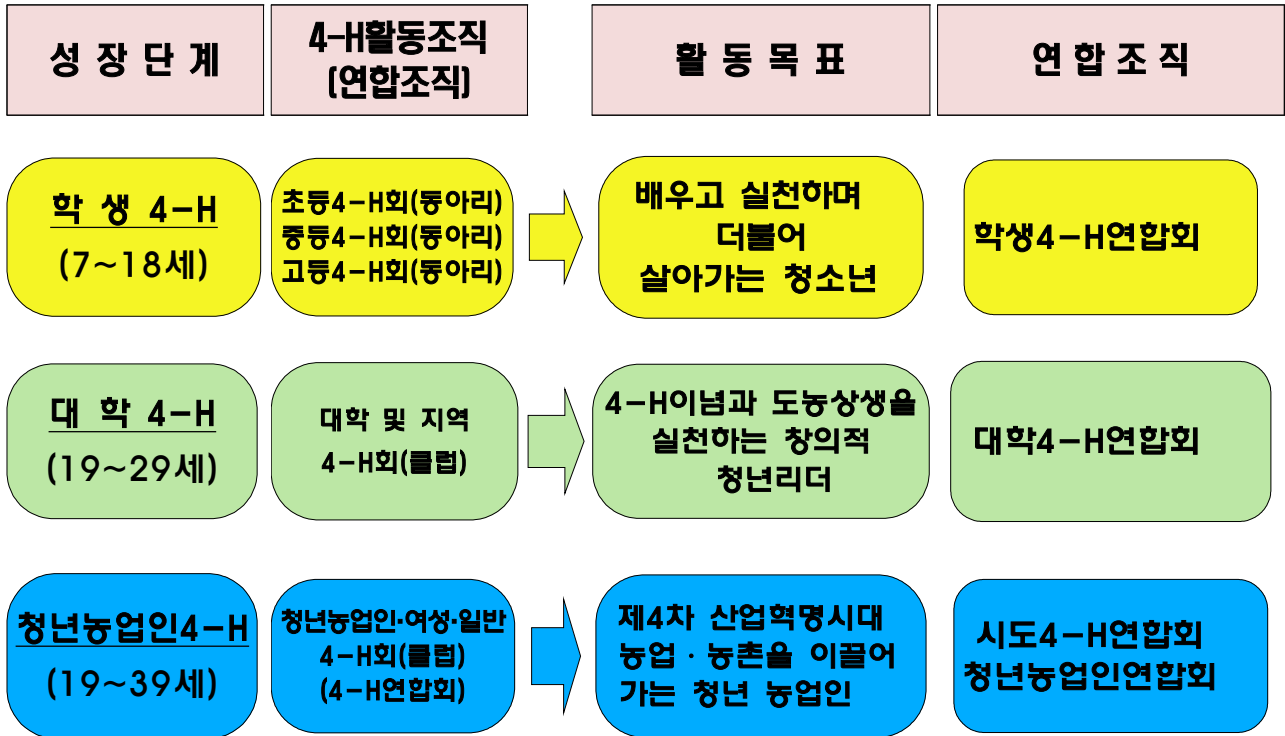 성장단계
4-H활동조직
(연합조직)
활동목표
연합조직
학생 4-H
(7~18세)
초등4-H회(동아리)
중등4-H회(동아리)
고등4-H회(동아리)
배우고 실천하며
더불어
살아가는 청소년
학생4-H연합회
대학 4-H
(19~29세)
대학 및 지역
4-H회(클럽)
4-H이념과 도농상생을
실천하는 창의적
청년리더
대학4-H연합회
청년농업인4-H
(19~39세)
청년농업인·여성·일반
4-H회(클럽)
(4-H연합회)
제4차 산업혁명시대
농업·농촌을 이끌어
가는 청년 농업인
시도4-H연합회
청년농업인연합회